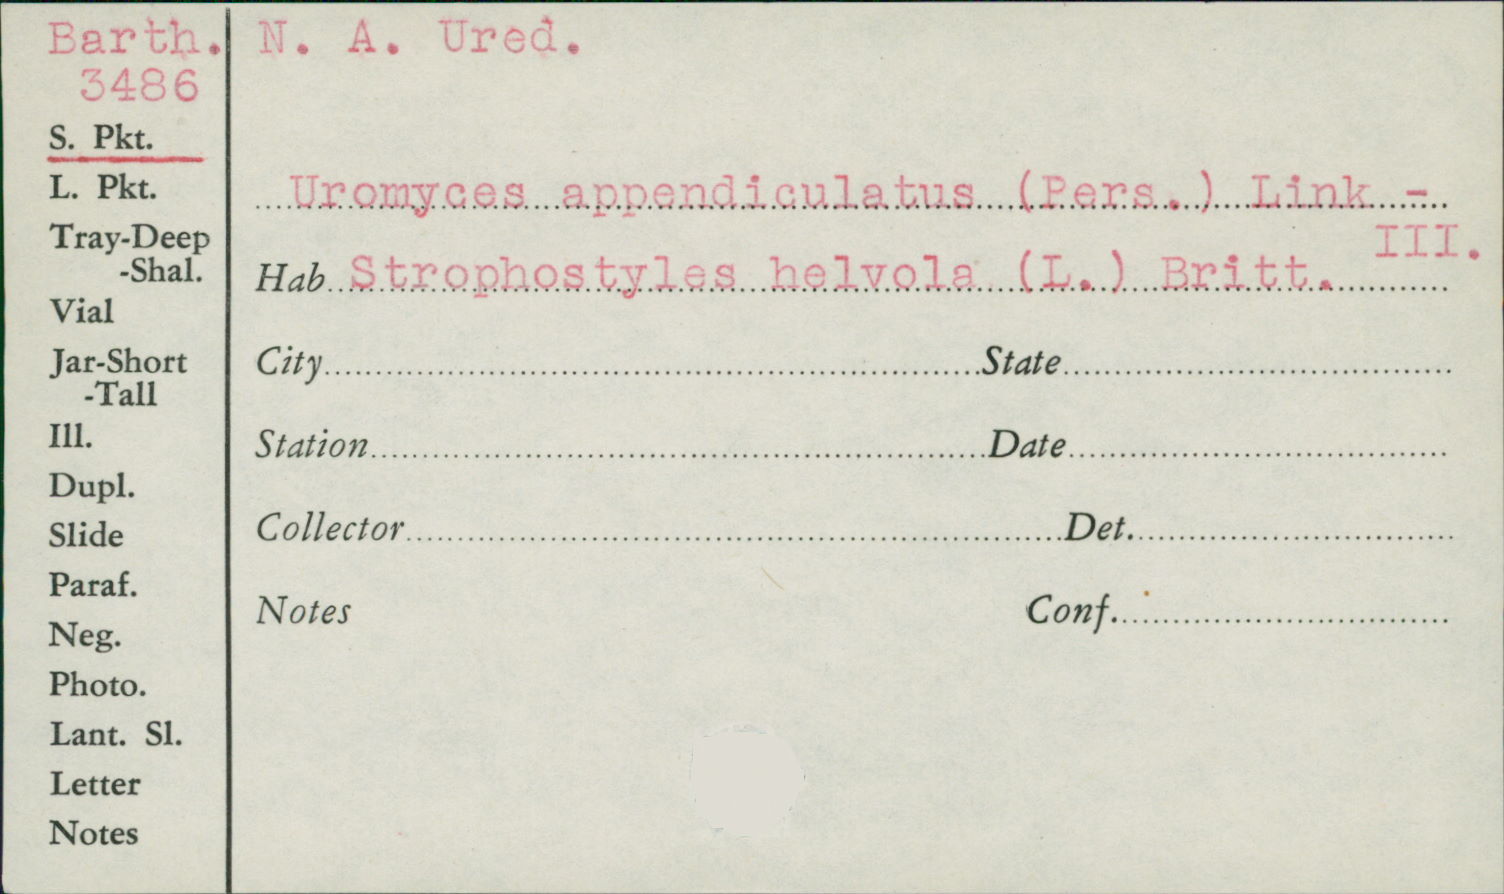 Barth. N. A. Ured.
3486
S. Pkt.
L. Pkt.
Tray-Deep
-Shal.
Vial
Jar-Short
-Tall
Ill.
Dupl.
Slide
Paraf.
Neg.
Photo.
Lant. Sl.
Letter
Notes
Uromyces appendiculatus (Pers.) Link -
III.
Hab. Strophostyles helvola (L.) Britt.
City State
Station Date
Collector Det.
Notes Conf.